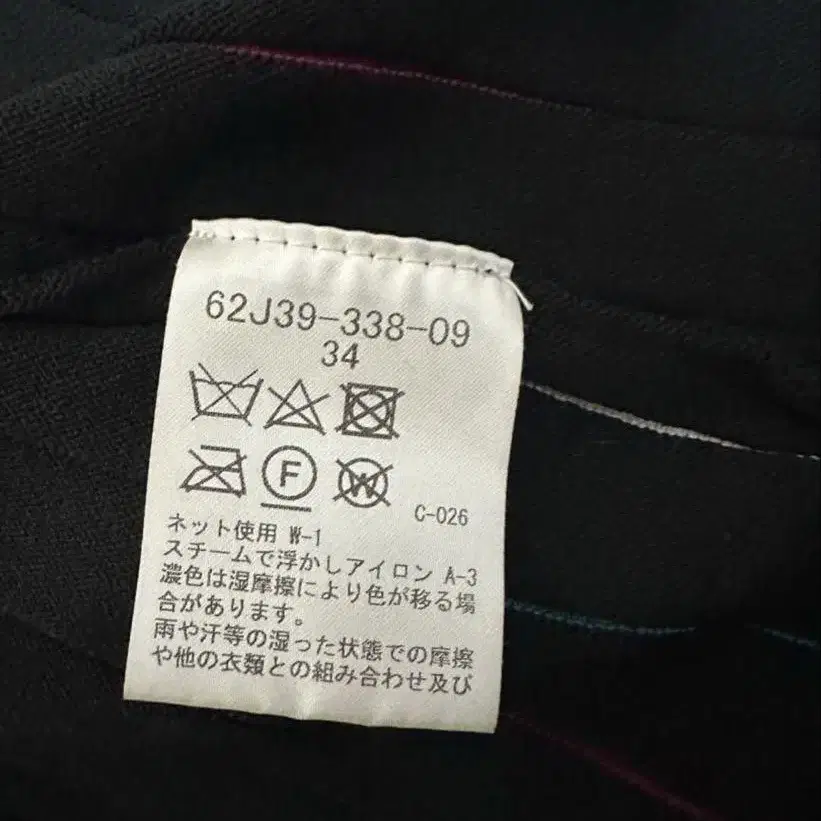 62J39-338-09
34
F
W
C-026
ネット使用 W-1
スチームで浮かしアイロン A-3
濃色は湿摩擦により色が移る場
合があります。
雨や汗等の湿った状態での摩擦
や他の衣類との組み合わせ及び